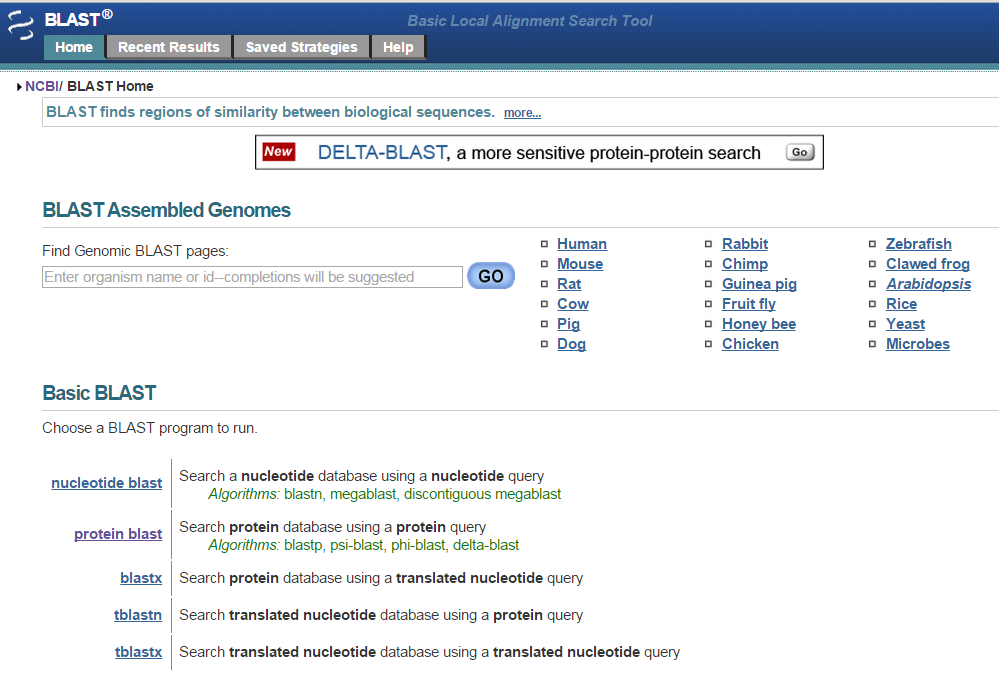 BLAST®
Basic Local Alignment Search Tool
Home Recent Results Saved Strategies Help
NCBI/ BLAST Home
BLAST finds regions of similarity between biological sequences. more...
New DELTA-BLAST, a more sensitive protein-protein search Go
BLAST Assembled Genomes
Find Genomic BLAST pages:
Enter organism name or id--completions will be suggested GO
Human Rabbit Zebrafish
Mouse Chimp Clawed frog
Rat Guinea pig Arabidopsis
Cow Fruit fly Rice
Pig Honey bee Yeast
Dog Chicken Microbes
Basic BLAST
Choose a BLAST program to run.
nucleotide blast Search a nucleotide database using a nucleotide query
Algorithms: blastn, megablast, discontiguous megablast
protein blast Search protein database using a protein query
Algorithms: blastp, psi-blast, phi-blast, delta-blast
blastx Search protein database using a translated nucleotide query
tblastn Search translated nucleotide database using a protein query
tblastx Search translated nucleotide database using a translated nucleotide query